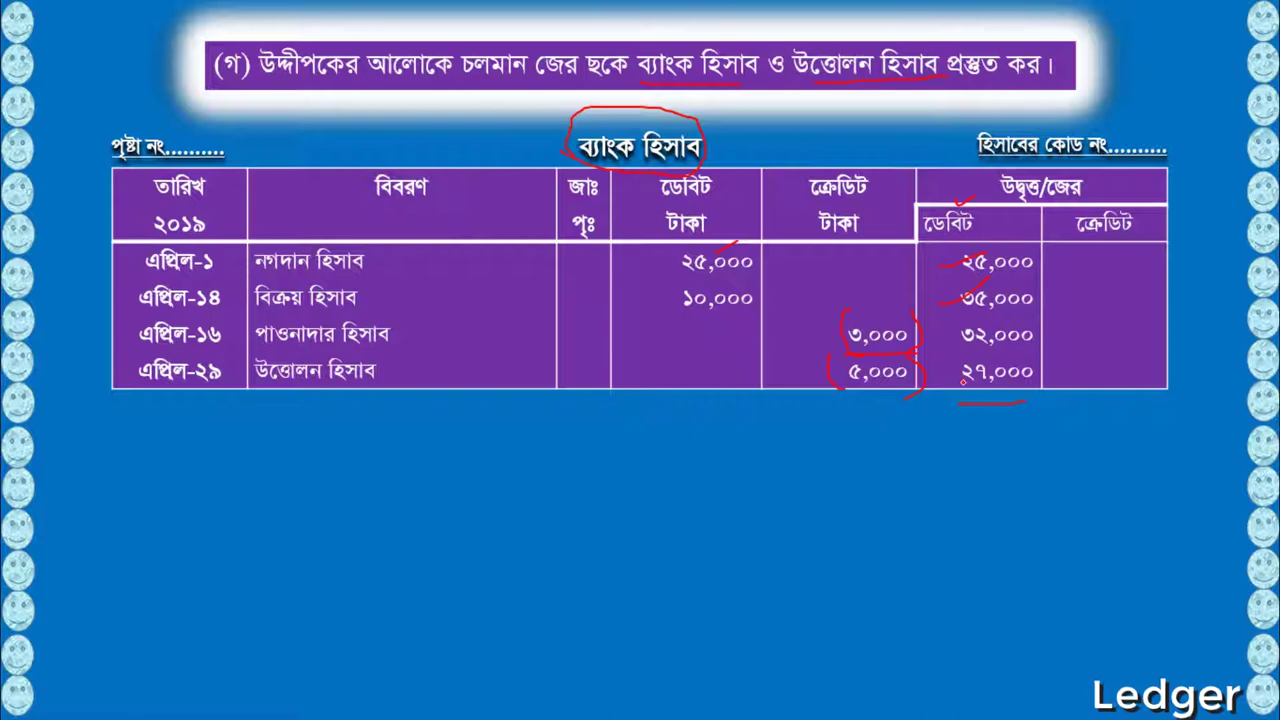 (গ) উদ্দীপকের আলোকে চলমান জের ছকে ব্যাংক হিসাব ও উত্তোলন হিসাব প্রস্তুত কর।
পৃষ্টা নং.......... ব্যাংক হিসাব হিসাবের কোড নং..........
তারিখ ২০১৯ বিবরণ জাঃ পৃঃ ডেবিট টাকা ক্রেডিট টাকা উদ্বৃত্ত/জের
ডেবিট ক্রেডিট
এপ্রিল-১ নগদান হিসাব ২৫,০০০ ২৫,০০০
এপ্রিল-১৪ বিক্রয় হিসাব ১০,০০০ ৩৫,০০০
এপ্রিল-১৬ পাওনাদার হিসাব ৩,০০০ ৩২,০০০
এপ্রিল-২৯ উত্তোলন হিসাব ৫,০০০ ২৭,০০০
Ledger